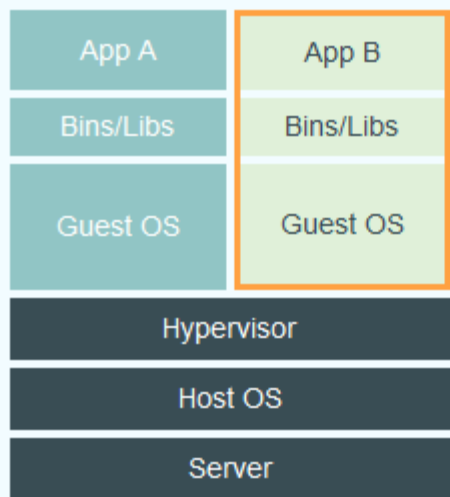 App A
App B
Bins/Libs
Bins/Libs
Guest OS
Guest OS
Hypervisor
Host OS
Server